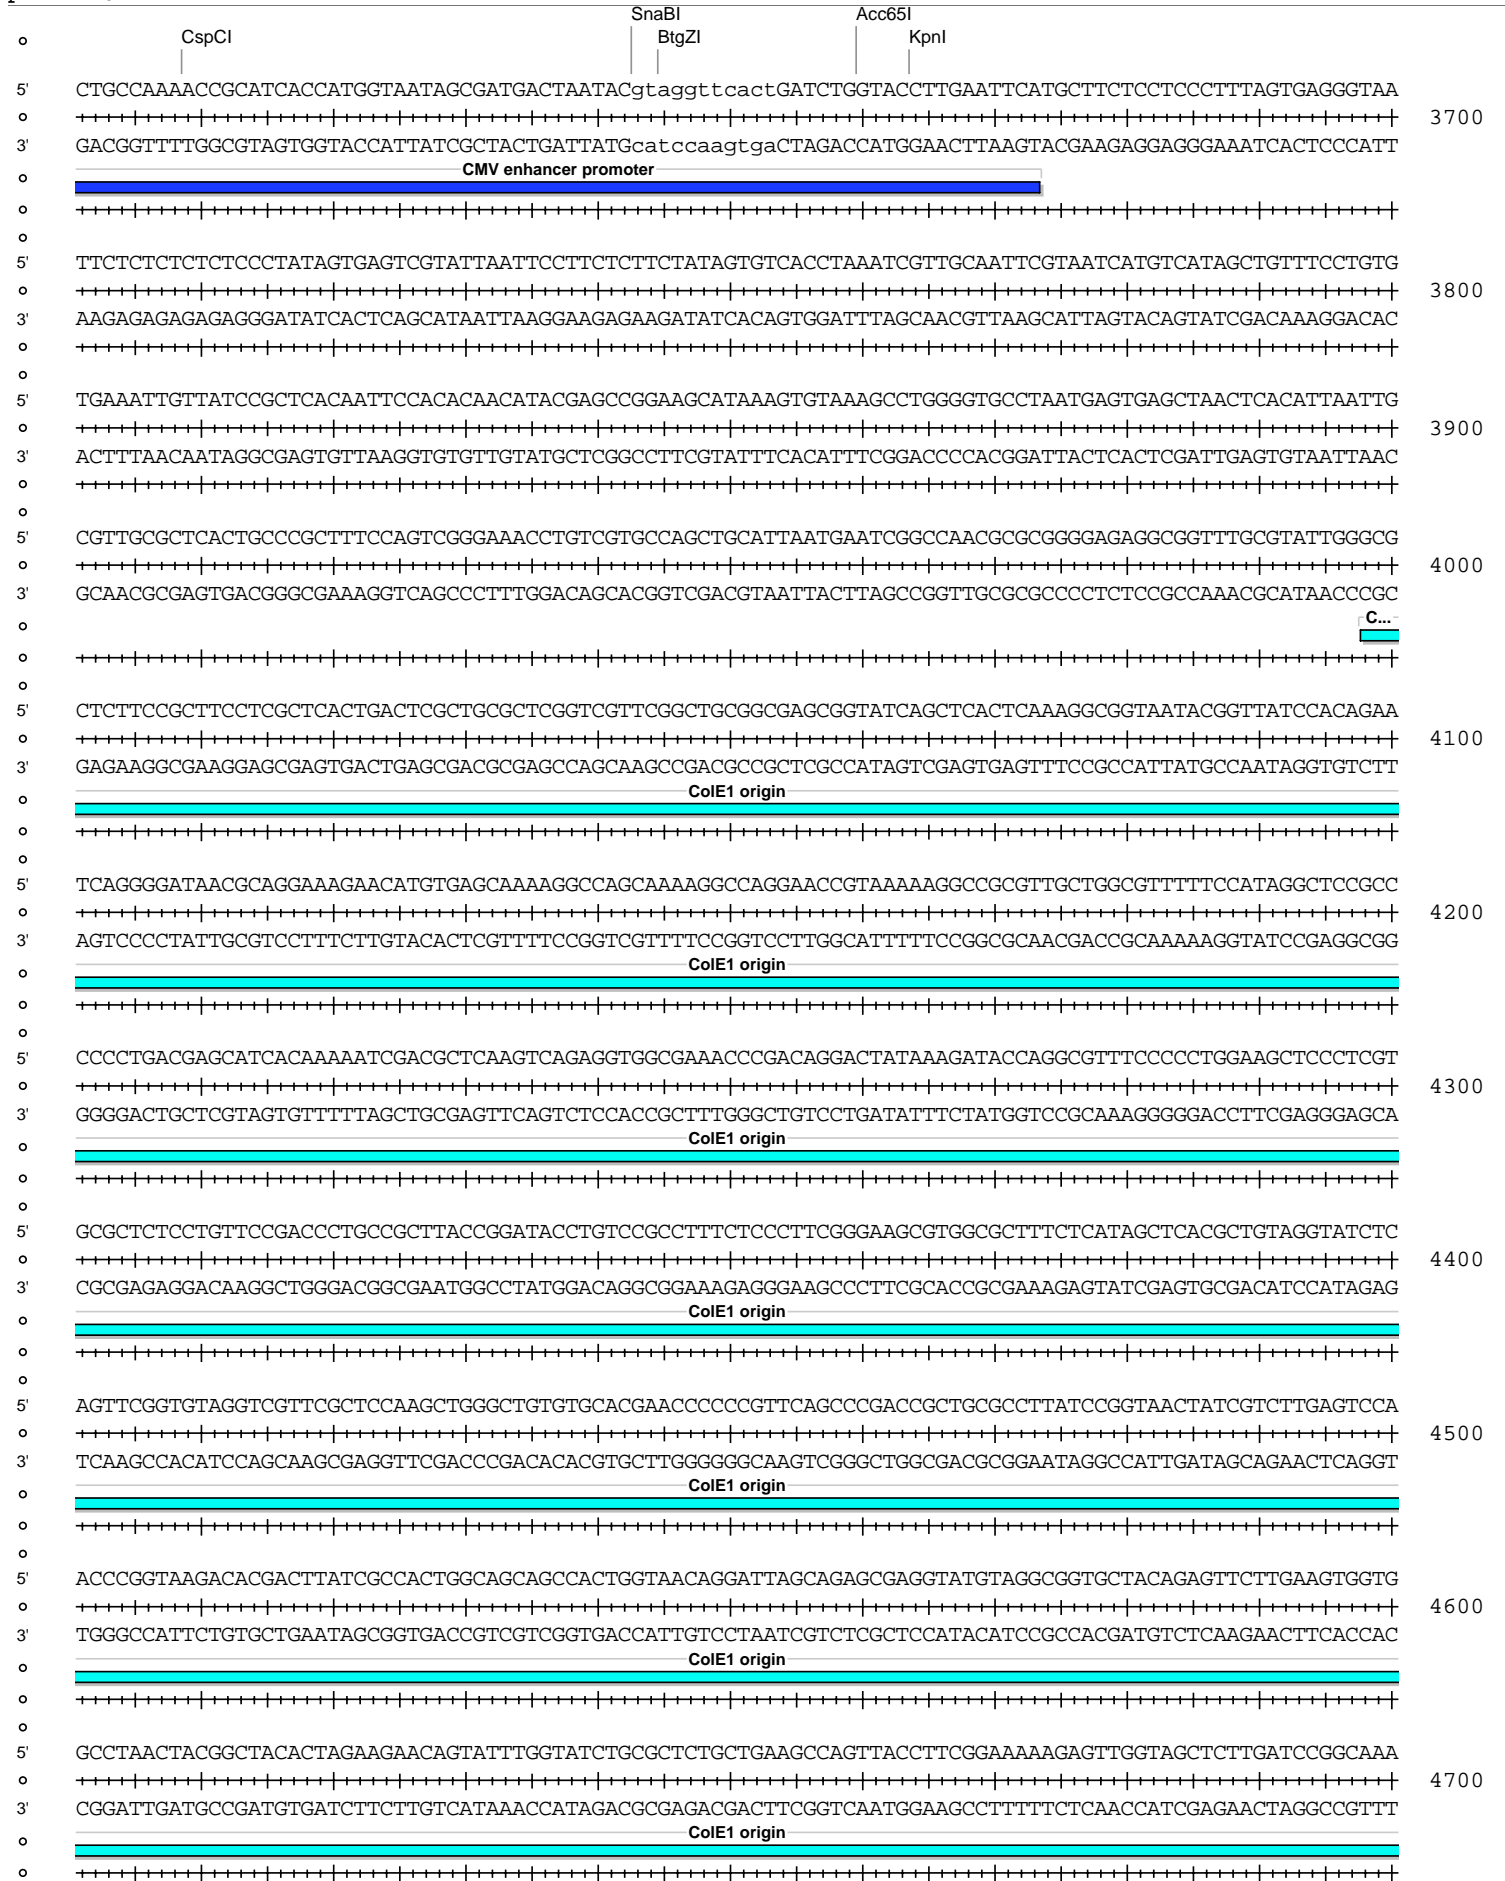 SnaBI Acc65I
CspCI BtgZI KpnI
5' CTGCCAAAACCGCATCACCATGGTAATAGCGATGACTAATACgtaggttcactGATCTGGTACCTTGAATTCATGCTTCTCCTCCCTTTAGTGAGGGTAA
3700
3' GACGGTTTTGGCGTAGTGGTACCATTATCGCTACTGATTATGcatccaagtgaCTAGACCATGGAACTTAAGTACGAAGAGGAGGGAAATCACTCCCATT
CMV enhancer promoter
5' TTCTCTCTCTCTCCCTATAGTGAGTCGTATTAATTCCTTCTCTTCTATAGTGTCACCTAAATCGTTGCAATTCGTAATCATGTCATAGCTGTTTCCTGTG
3800
3' AAGAGAGAGAGAGGGATATCACTCAGCATAATTAAGGAAGAGAAGATATCACAGTGGATTTAGCAACGTTAAGCATTAGTACAGTATCGACAAAGGACAC
5' TGAAATTGTTATCCGCTCACAATTCCACACAACATACGAGCCGGAAGCATAAAGTGTAAAGCCTGGGGTGCCTAATGAGTGAGCTAACTCACATTAATTG
3900
3' ACTTTAACAATAGGCGAGTGTTAAGGTGTGTTGTATGCTCGGCCTTCGTATTTCACATTTCGGACCCCACGGATTACTCACTCGATTGAGTGTAATTAAC
5' CGTTGCGCTCACTGCCCGCTTTCCAGTCGGGAAACCTGTCGTGCCAGCTGCATTAATGAATCGGCCAACGCGCGGGGAGAGGCGGTTTGCGTATTGGGCG
4000
3' GCAACGCGAGTGACGGGCGAAAGGTCAGCCCTTTGGACAGCACGGTCGACGTAATTACTTAGCCGGTTGCGCGCCCCTCTCCGCCAAACGCATAACCCGC
C...
5' CTCTTCCGCTTCCTCGCTCACTGACTCGCTGCGCTCGGTCGTTCGGCTGCGGCGAGCGGTATCAGCTCACTCAAAGGCGGTAATACGGTTATCCACAGAA
4100
3' GAGAAGGCGAAGGAGCGAGTGACTGAGCGACGCGAGCCAGCAAGCCGACGCCGCTCGCCATAGTCGAGTGAGTTTCCGCCATTATGCCAATAGGTGTCTT
ColE1 origin
5' TCAGGGGATAACGCAGGAAAGAACATGTGAGCAAAAGGCCAGCAAAAGGCCAGGAACCGTAAAAAGGCCGCGTTGCTGGCGTTTTTCCATAGGCTCCGCC
4200
3' AGTCCCCTATTGCGTCCTTTCTTGTACACTCGTTTTCCGGTCGTTTTCCGGTCCTTGGCATTTTTCCGGCGCAACGACCGCAAAAAGGTATCCGAGGCGG
ColE1 origin
5' CCCCTGACGAGCATCACAAAAATCGACGCTCAAGTCAGAGGTGGCGAAACCCGACAGGACTATAAAGATACCAGGCGTTTCCCCCTGGAAGCTCCCTCGT
4300
3' GGGGACTGCTCGTAGTGTTTTTAGCTGCGAGTTCAGTCTCCACCGCTTTGGGCTGTCCTGATATTTCTATGGTCCGCAAAGGGGGACCTTCGAGGGAGCA
ColE1 origin
5' GCGCTCTCCTGTTCCGACCCTGCCGCTTACCGGATACCTGTCCGCCTTTCTCCCTTCGGGAAGCGTGGCGCTTTCTCATAGCTCACGCTGTAGGTATCTC
4400
3' CGCGAGAGGACAAGGCTGGGACGGCGAATGGCCTATGGACAGGCGGAAAGAGGGAAGCCCTTCGCACCGCGAAAGAGTATCGAGTGCGACATCCATAGAG
ColE1 origin
5' AGTTCGGTGTAGGTCGTTCGCTCCAAGCTGGGCTGTGTGCACGAACCCCCCGTTCAGCCCGACCGCTGCGCCTTATCCGGTAACTATCGTCTTGAGTCCA
4500
3' TCAAGCCACATCCAGCAAGCGAGGTTCGACCCGACACACGTGCTTGGGGGGCAAGTCGGGCTGGCGACGCGGAATAGGCCATTGATAGCAGAACTCAGGT
ColE1 origin
5' ACCCGGTAAGACACGACTTATCGCCACTGGCAGCAGCCACTGGTAACAGGATTAGCAGAGCGAGGTATGTAGGCGGTGCTACAGAGTTCTTGAAGTGGTG
4600
3' TGGGCCATTCTGTGCTGAATAGCGGTGACCGTCGTCGGTGACCATTGTCCTAATCGTCTCGCTCCATACATCCGCCACGATGTCTCAAGAACTTCACCAC
ColE1 origin
5' GCCTAACTACGGCTACACTAGAAGAACAGTATTTGGTATCTGCGCTCTGCTGAAGCCAGTTACCTTCGGAAAAAGAGTTGGTAGCTCTTGATCCGGCAAA
4700
3' CGGATTGATGCCGATGTGATCTTCTTGTCATAAACCATAGACGCGAGACGACTTCGGTCAATGGAAGCCTTTTTCTCAACCATCGAGAACTAGGCCGTTT
ColE1 origin